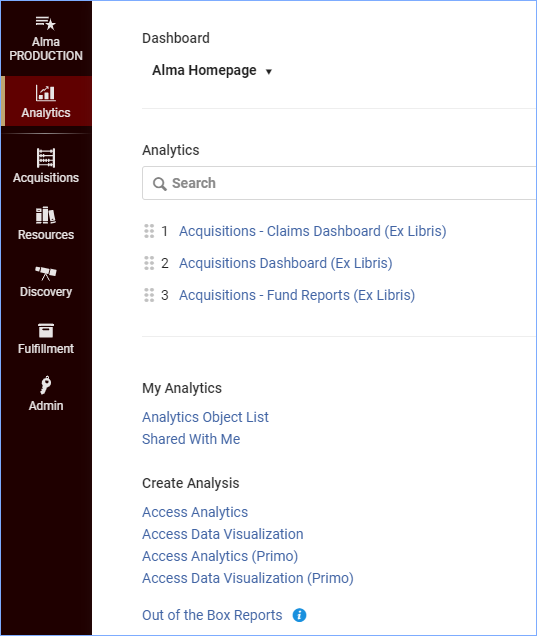 Alma
PRODUCTION
Analytics
Acquisitions
Resources
Discovery
Fulfillment
Admin
Dashboard
Alma Homepage
Analytics
Search
1 Acquisitions - Claims Dashboard (Ex Libris)
2 Acquisitions Dashboard (Ex Libris)
3 Acquisitions - Fund Reports (Ex Libris)
My Analytics
Analytics Object List
Shared With Me
Create Analysis
Access Analytics
Access Data Visualization
Access Analytics (Primo)
Access Data Visualization (Primo)
Out of the Box Reports